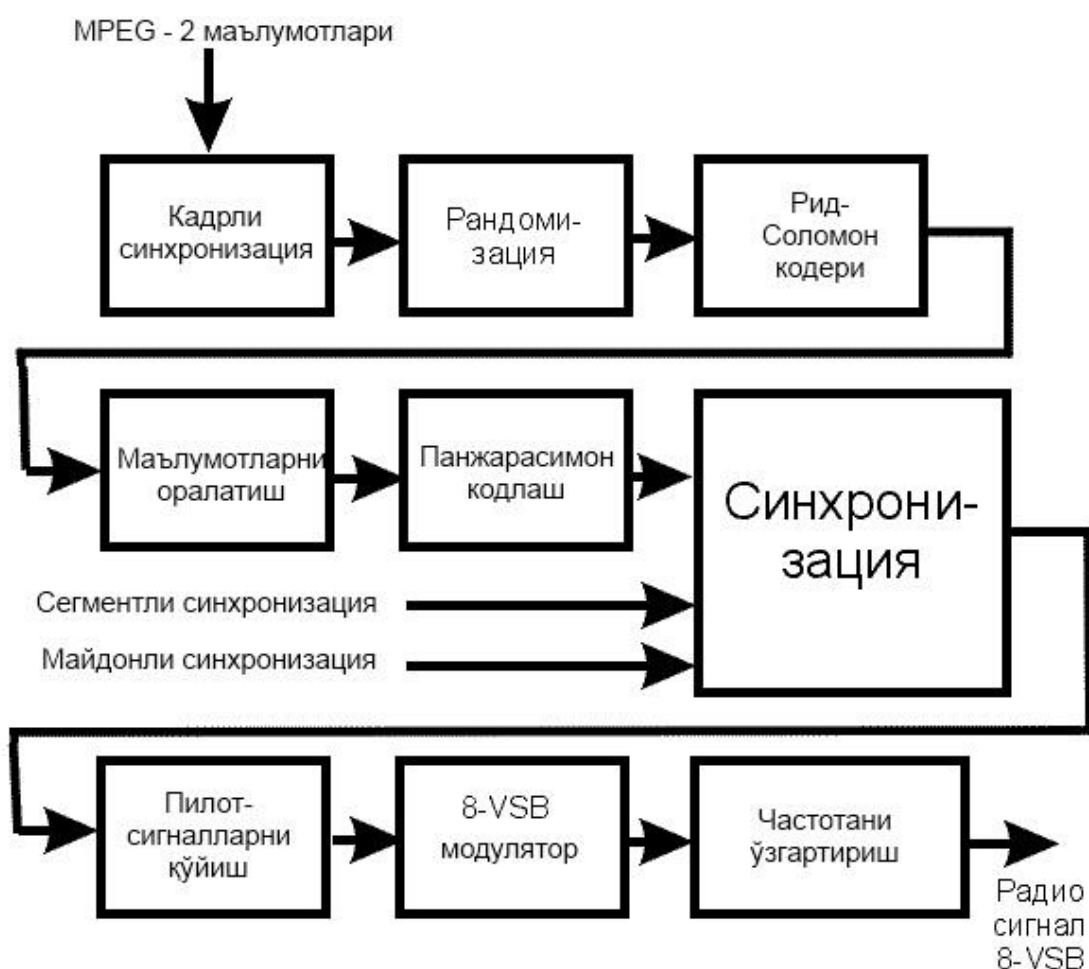 MPEG - 2 маълумотлари
Кадрли
синхронизация
Рандоми-
зация
Рид-
Соломон
кодери
Маълумотларни
оралатиш
Панжарасимон
кодлаш
Синхрони-
зация
Сегментли синхронизация
Майдонли синхронизация
Пилот-
сигналларни
қўйиш
8-VSB
модулятор
Частотани
ўзгартириш
Радио
сигнал
8-VSB